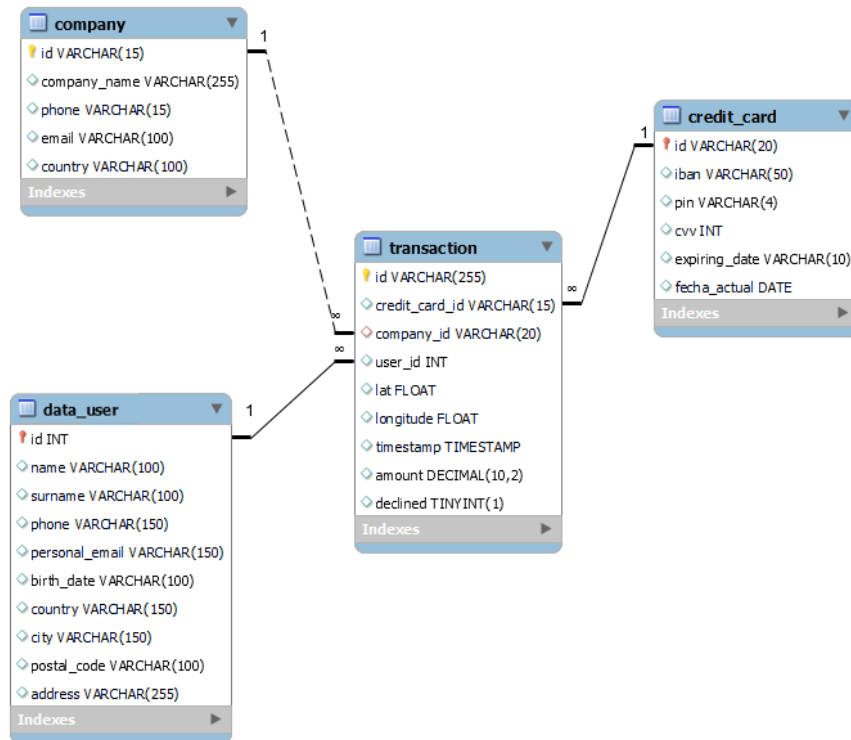 company
id VARCHAR(15)
company_name VARCHAR(255)
phone VARCHAR(15)
email VARCHAR(100)
country VARCHAR(100)
Indexes
1
credit_card
id VARCHAR(20)
iban VARCHAR(50)
pin VARCHAR(4)
cvv INT
expiring_date VARCHAR(10)
fecha_actual DATE
Indexes
1
transaction
id VARCHAR(255)
credit_card_id VARCHAR(15)
company_id VARCHAR(20)
user_id INT
lat FLOAT
longitude FLOAT
timestamp TIMESTAMP
amount DECIMAL(10,2)
declined TINYINT(1)
Indexes
∞
∞
∞
data_user
id INT
name VARCHAR(100)
surname VARCHAR(100)
phone VARCHAR(150)
personal_email VARCHAR(150)
birth_date VARCHAR(100)
country VARCHAR(150)
city VARCHAR(150)
postal_code VARCHAR(100)
address VARCHAR(255)
Indexes
1